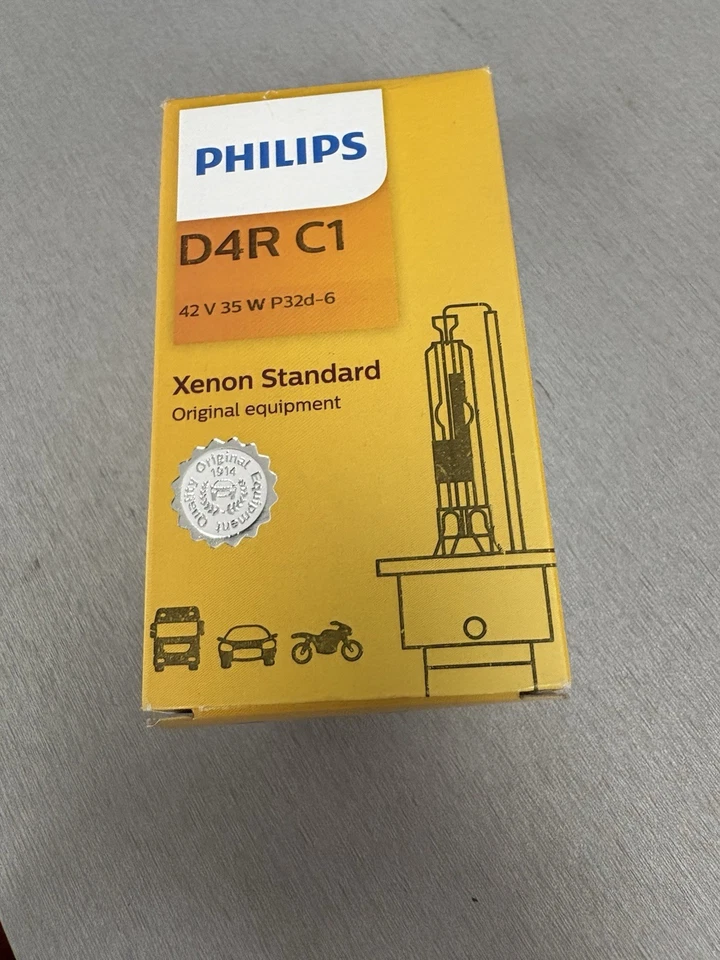 PHILIPS
D4R C1
42 V 35 W P32d-6
Xenon Standard
Original equipment
Quality Original Equipment
1914